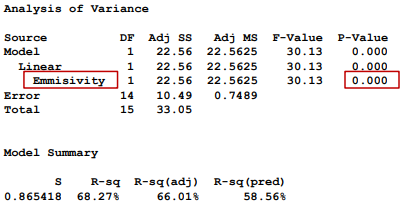 Analysis of Variance
Source DF Adj SS Adj MS F-Value P-Value
Model 1 22.56 22.5625 30.13 0.000
Linear 1 22.56 22.5625 30.13 0.000
Emmisivity 1 22.56 22.5625 30.13 0.000
Error 14 10.49 0.7489
Total 15 33.05
Model Summary
S R-sq R-sq(adj) R-sq(pred)
0.865418 68.27% 66.01% 58.56%